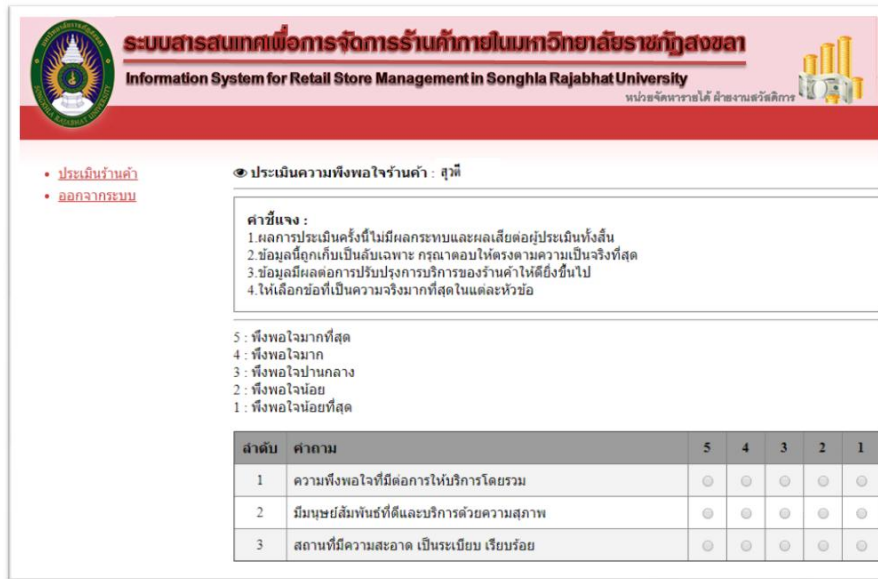 ระบบสารสนเทศเพื่อการจัดการร้านค้าภายในมหาวิทยาลัยราชภัฏสงขลา
Information System for Retail Store Management in Songhla Rajabhat University
หน่วยจัดหารายได้ ฝ่ายงานสวัสดิการ
• ประเมินร้านค้า
• ออกจากระบบ
ประเมินความพึงพอใจร้านค้า : สุวดี
คำชี้แจง :
1.ผลการประเมินครั้งนี้ไม่มีผลกระทบและผลเสียต่อผู้ประเมินทั้งสิ้น
2.ข้อมูลนี้ถูกเก็บเป็นลับเฉพาะ กรุณาตอบให้ตรงตามความเป็นจริงที่สุด
3.ข้อมูลมีผลต่อการปรับปรุงการบริการของร้านค้าให้ดียิ่งขึ้นไป
4.ให้เลือกข้อที่เป็นความจริงมากที่สุดในแต่ละหัวข้อ
5 : พึงพอใจมากที่สุด
4 : พึงพอใจมาก
3 : พึงพอใจปานกลาง
2 : พึงพอใจน้อย
1 : พึงพอใจน้อยที่สุด
ลำดับ คำถาม 5 4 3 2 1
1 ความพึงพอใจที่มีต่อการให้บริการโดยรวม
2 มีมนุษย์สัมพันธ์ที่ดีและบริการด้วยความสุภาพ
3 สถานที่มีความสะอาด เป็นระเบียบ เรียบร้อย